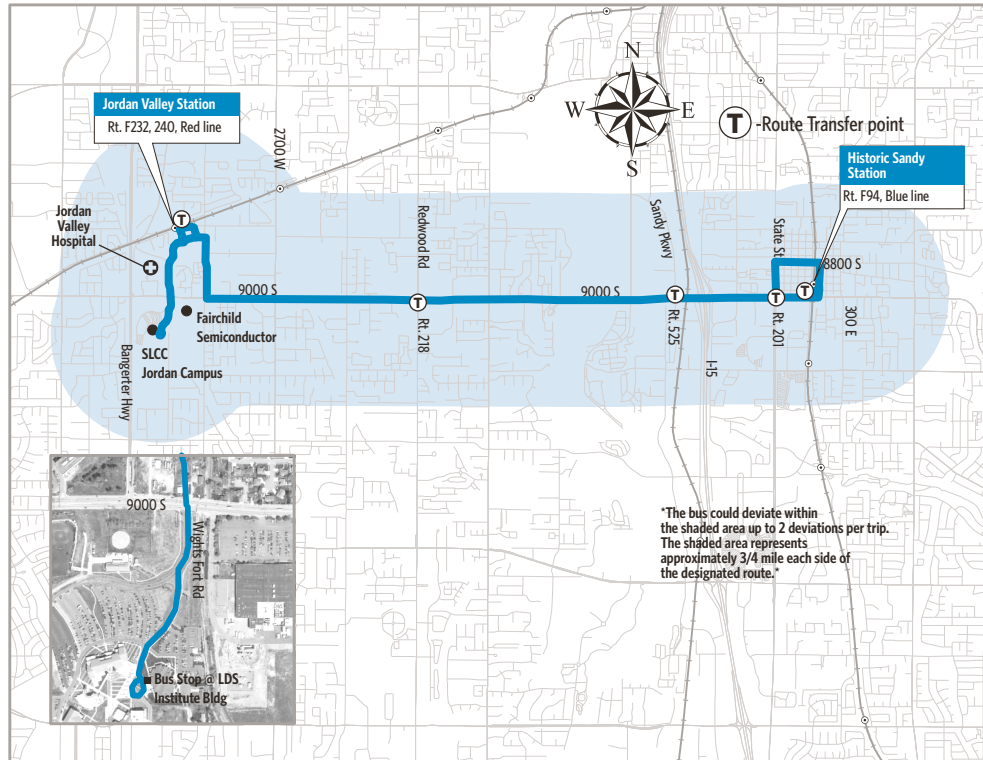 N
W
E
S
T
-Route Transfer point
Jordan Valley Station
Rt. F232, 240, Red line
2700 W
Historic Sandy
Station
Rt. F94, Blue line
Jordan
Valley
Hospital
T
Redwood Rd
Sandy Pkwy
State St
8800 S
9000 S
T
9000 S
T
T
T
Fairchild
Semiconductor
SLCC
Jordan Campus
Bangerter Hwy
Rt. 218
Rt. 525
I-15
Rt. 201
300 E
9000 S
Wights Fort Rd
Bus Stop @ LDS
Institute Bldg
*The bus could deviate within
the shaded area up to 2 deviations per trip.
The shaded area represents
approximately 3/4 mile each side of
the designated route.*